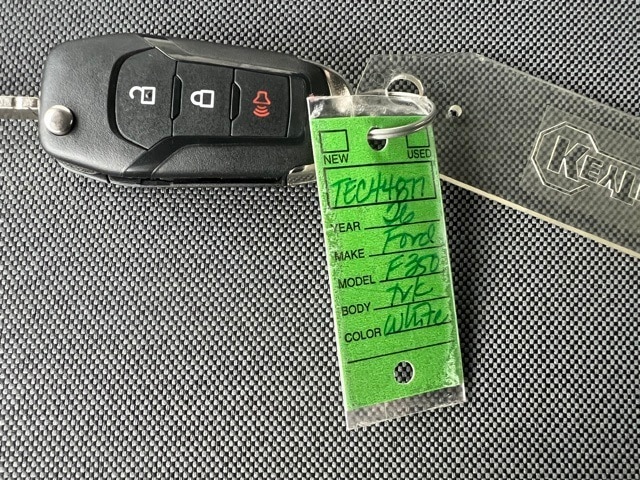 NEW USED
TECH4877
YEAR 26
MAKE Ford
MODEL F350
BODY Trk
COLOR White